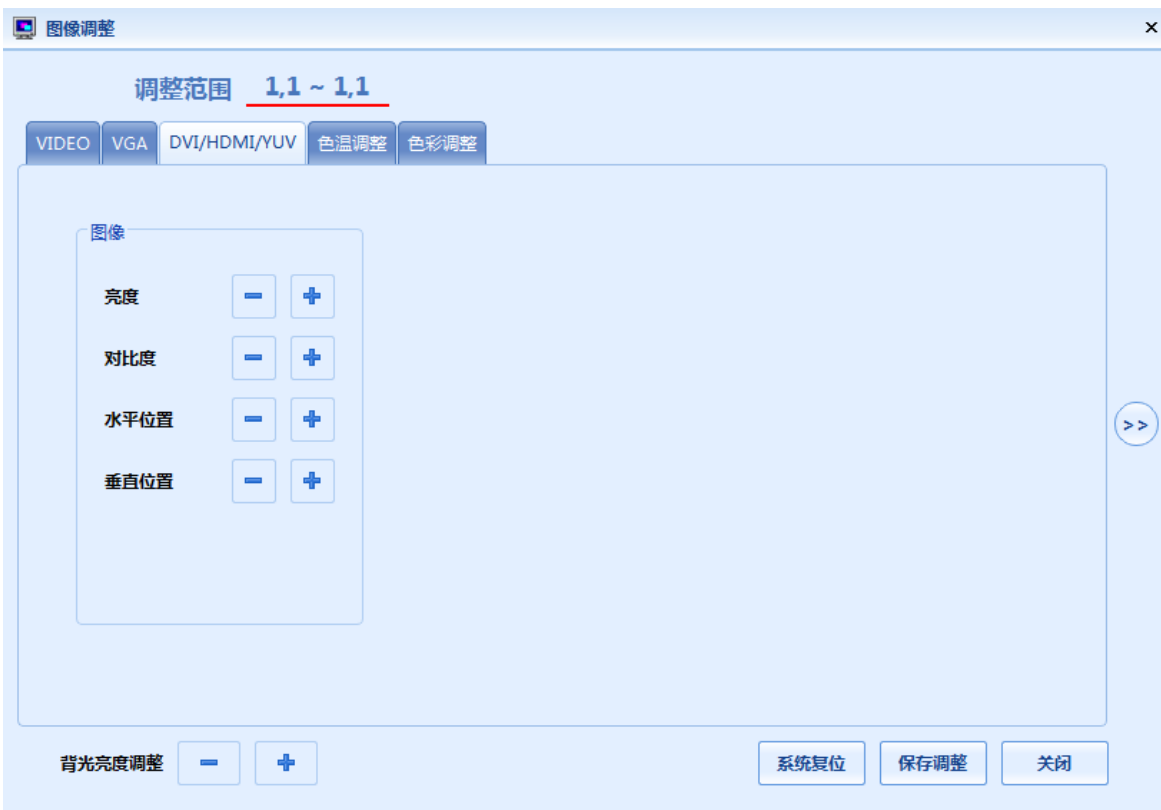 图像调整
调整范围 1,1 ~ 1,1
VIDEO VGA DVI/HDMI/YUV 色温调整 色彩调整
图像
亮度
对比度
水平位置
垂直位置
>>
背光亮度调整 系统复位 保存调整 关闭